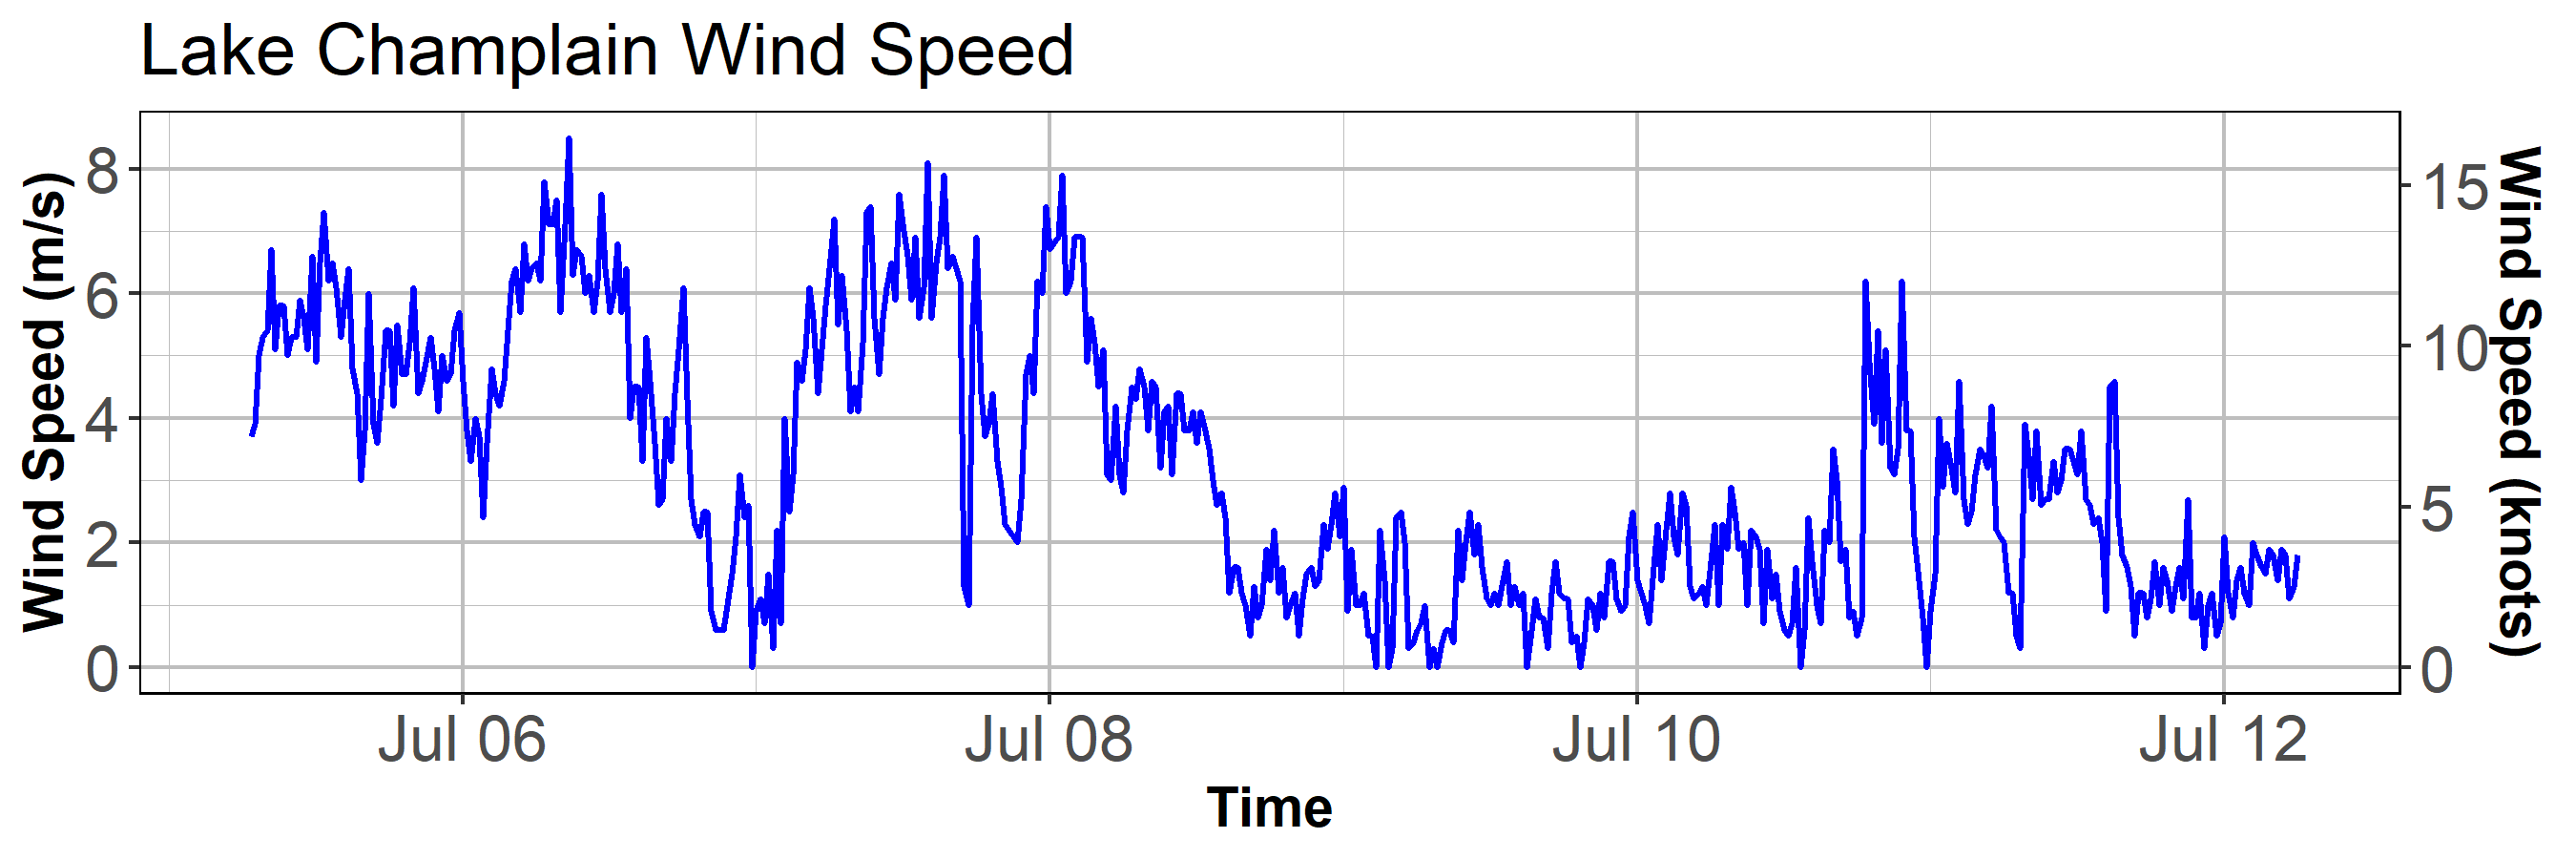 Lake Champlain Wind Speed
Wind Speed (m/s)
8
6
4
2
0
15
10
5
0
Wind Speed (knots)
Jul 06
Jul 08
Jul 10
Jul 12
Time